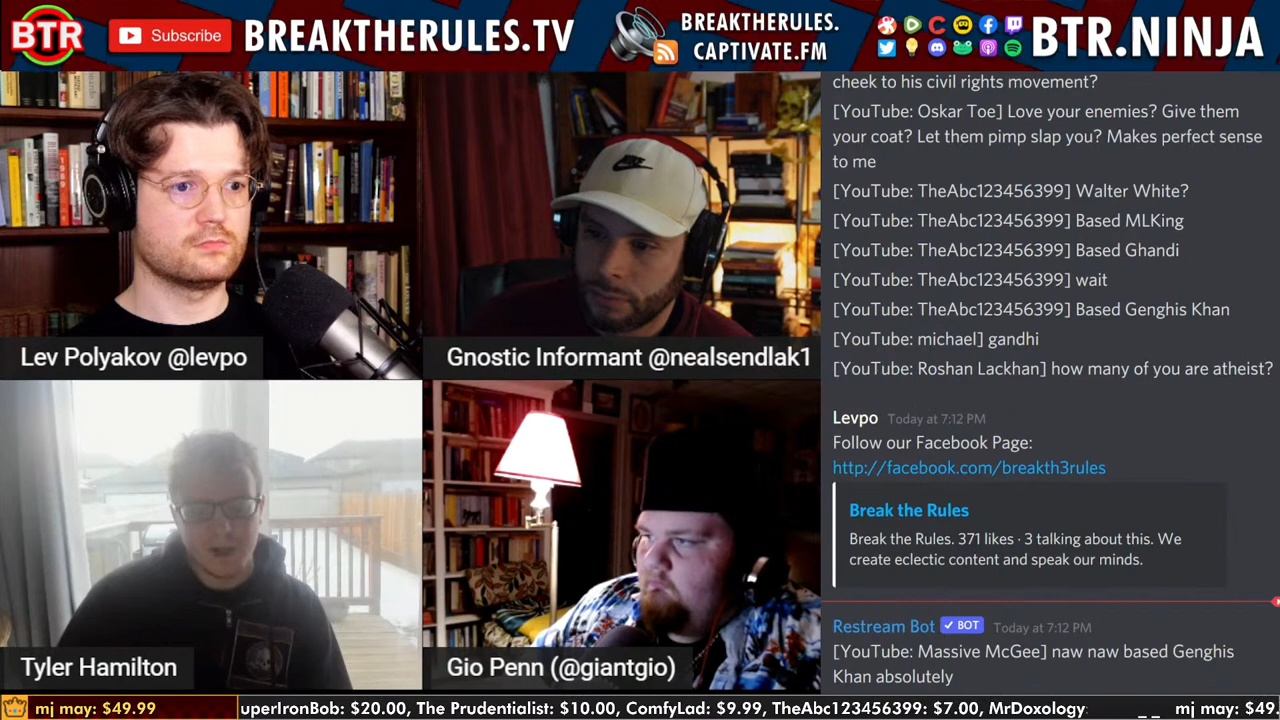 BTR
Subscribe
BREAKTHERULES.TV
BREAKTHERULES.
CAPTIVATE.FM
BTR.NINJA
Lev Polyakov @levpo
Gnostic Informant @nealsendlak1
Tyler Hamilton
Gio Penn (@giantgio)
cheek to his civil rights movement?
[YouTube: Oskar Toe] Love your enemies? Give them
your coat? Let them pimp slap you? Makes perfect sense
to me
[YouTube: TheAbc123456399] Walter White?
[YouTube: TheAbc123456399] Based MLKing
[YouTube: TheAbc123456399] Based Ghandi
[YouTube: TheAbc123456399] wait
[YouTube: TheAbc123456399] Based Genghis Khan
[YouTube: michael] gandhi
[YouTube: Roshan Lackhan] how many of you are atheist?
Levpo Today at 7:12 PM
Follow our Facebook Page:
http://facebook.com/breakth3rules
Break the Rules
Break the Rules. 371 likes · 3 talking about this. We
create eclectic content and speak our minds.
Restream Bot ✓ BOT Today at 7:12 PM
[YouTube: Massive McGee] naw naw based Genghis
Khan absolutely
mj may: $49.99
uperIronBob: $20.00, The Prudentialist: $10.00, ComfyLad: $9.99, TheAbc123456399: $7.00, MrDoxology
mj may: $49.